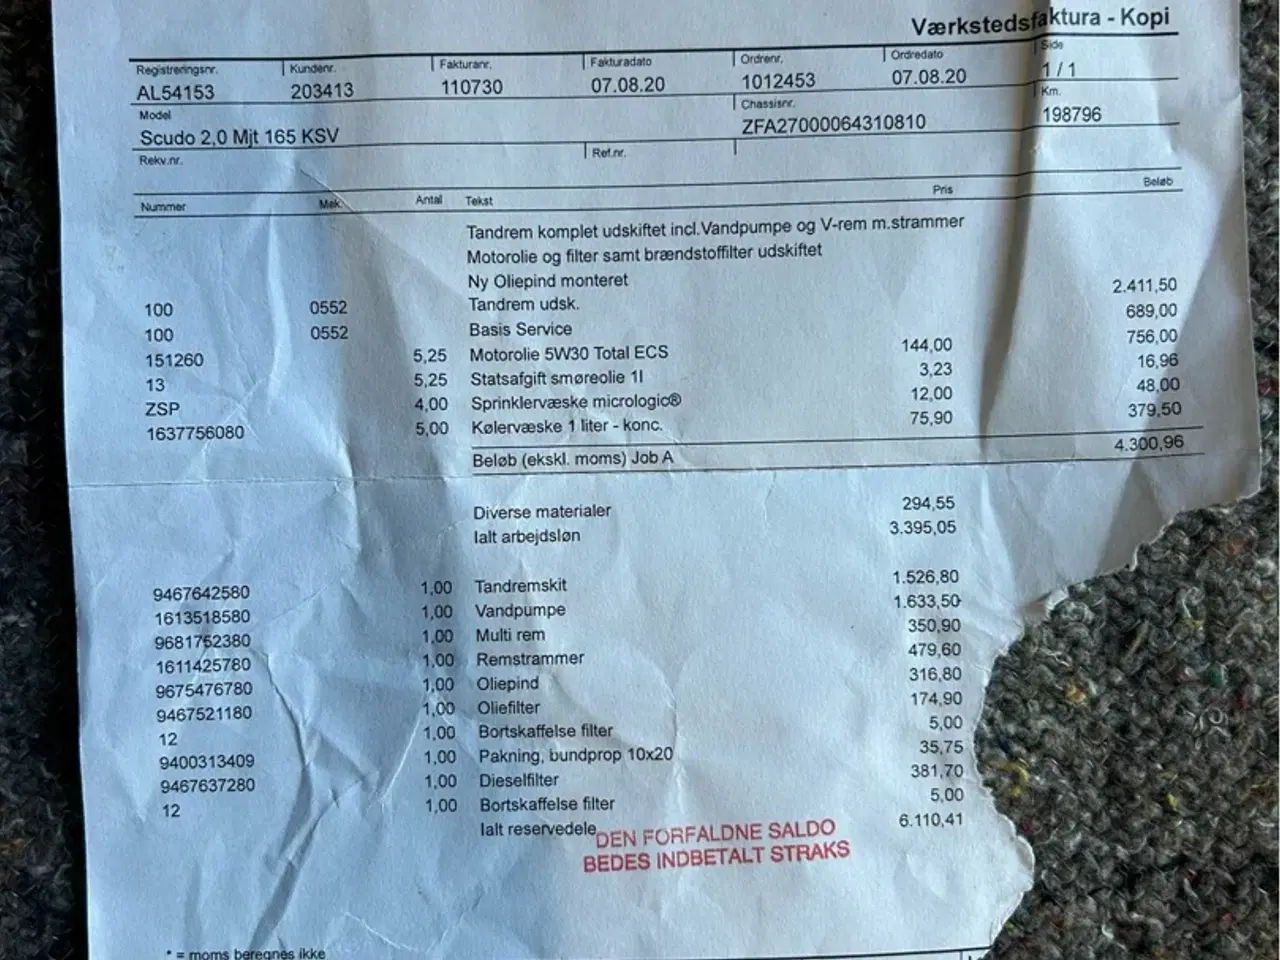 Værkstedsfaktura - Kopi
Registreringsnr. Kundenr. Fakturanr. Fakturadato Ordrenr. Ordredato Side
AL54153 203413 110730 07.08.20 1012453 07.08.20 1 / 1
Model Chassisnr. Km.
Scudo 2,0 Mjt 165 KSV ZFA27000064310810 198796
Rekv.nr. Ref.nr.
Nummer Mek. Antal Tekst Pris Beløb
Tandrem komplet udskiftet incl.Vandpumpe og V-rem m.strammer
Motorolie og filter samt brændstoffilter udskiftet
Ny Oliepind monteret
100 0552 Tandrem udsk. 2.411,50
100 0552 Basis Service 689,00
151260 5,25 Motorolie 5W30 Total ECS 144,00 756,00
13 5,25 Statsafgift smøreolie 1l 3,23 16,96
ZSP 4,00 Sprinklervæske micrologic® 12,00 48,00
1637756080 5,00 Kølervæske 1 liter - konc. 75,90 379,50
Beløb (ekskl. moms) Job A 4.300,96
Diverse materialer 294,55
Ialt arbejdsløn 3.395,05
9467642580 1,00 Tandremskit 1.526,80
1613518580 1,00 Vandpumpe 1.633,50
9681752380 1,00 Multi rem 350,90
1611425780 1,00 Remstrammer 479,60
9675476780 1,00 Oliepind 316,80
9467521180 1,00 Oliefilter 174,90
12 1,00 Bortskaffelse filter 5,00
9400313409 1,00 Pakning, bundprop 10x20 35,75
9467637280 1,00 Dieselfilter 381,70
12 1,00 Bortskaffelse filter 5,00
Ialt reservedele 6.110,41
DEN FORFALDNE SALDO
BEDES INDBETALT STRAKS
* = moms beregnes ikke